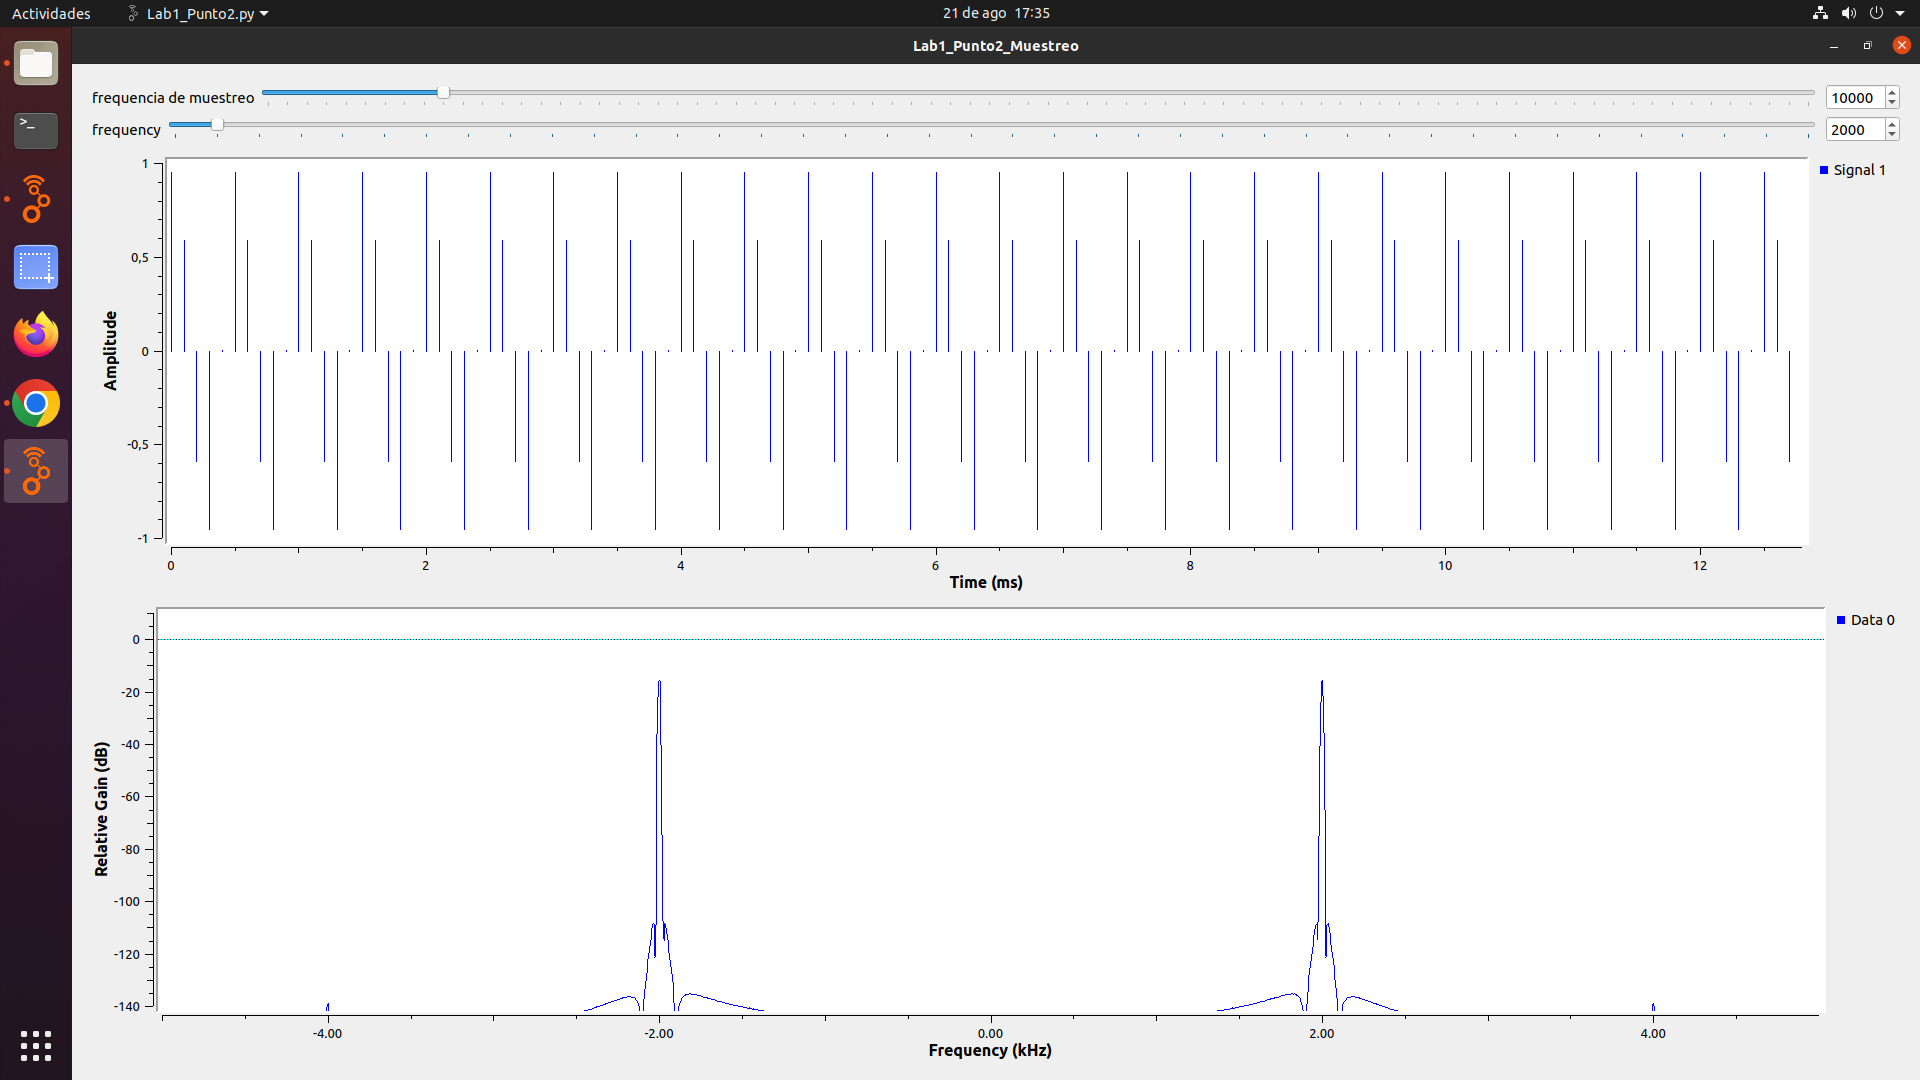 Actividades
Lab1_Punto2.py
21 de ago 17:35
Lab1_Punto2_Muestreo
frequencia de muestreo
10000
frequency
2000
1
0,5
0
-0,5
-1
Amplitude
Signal 1
0 2 4 6 8 10 12
Time (ms)
0
-20
-40
-60
-80
-100
-120
-140
Relative Gain (dB)
Data 0
-4.00 -2.00 0.00 2.00 4.00
Frequency (kHz)